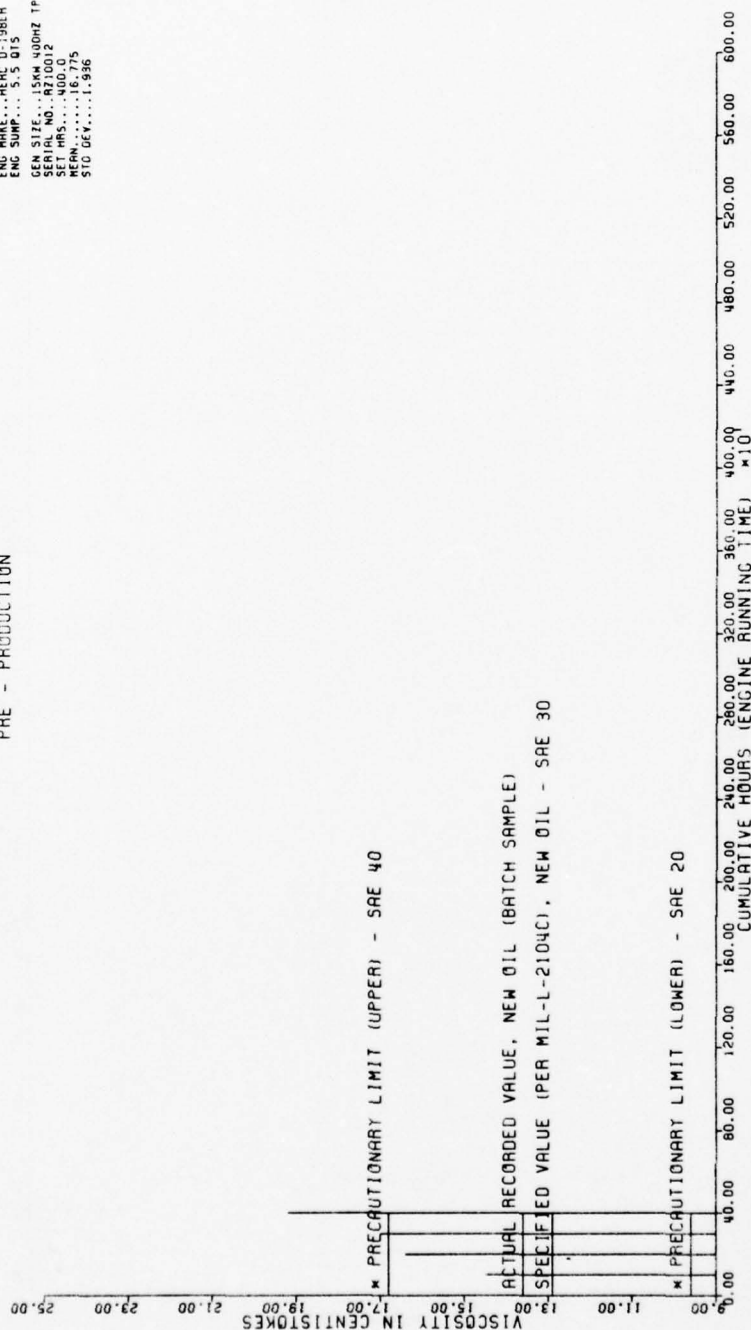 PRE - PRODUCTION
ENG SUMP... 5.5 QTS
GEN SIZE...15KW 400HZ TP
SERIAL NO..RZ10012
SET HRS....400.0
MEAN.......16.775
STD DEV....1.936
VISCOSITY IN CENTISTOKES
25.00
23.00
21.00
19.00
17.00
15.00
13.00
11.00
9.00
* PRECAUTIONARY LIMIT (UPPER) - SAE 40
ACTUAL RECORDED VALUE, NEW OIL (BATCH SAMPLE)
SPECIFIED VALUE (PER MIL-L-2104C), NEW OIL - SAE 30
* PRECAUTIONARY LIMIT (LOWER) - SAE 20
0.00 40.00 80.00 120.00 160.00 200.00 240.00 280.00 320.00 360.00 400.00 440.00 480.00 520.00 560.00 600.00
CUMULATIVE HOURS (ENGINE RUNNING TIME) *10¹